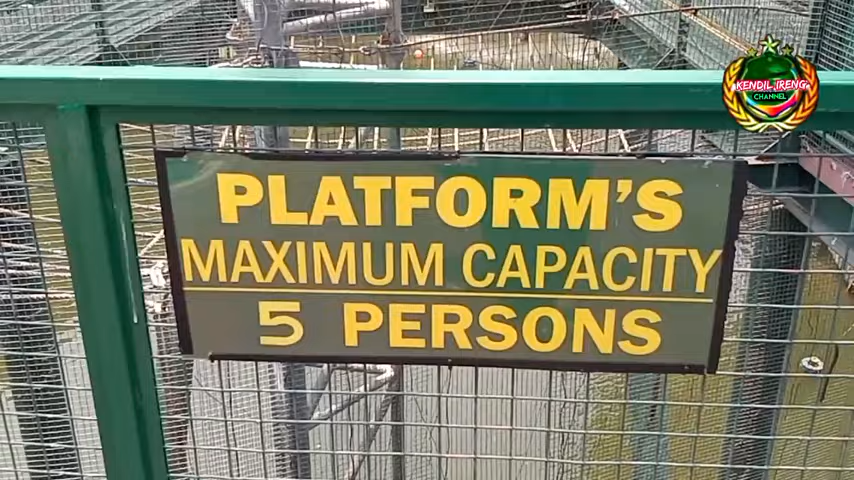 KENDIL IRENG
CHANNEL
PLATFORM'S
MAXIMUM CAPACITY
5 PERSONS